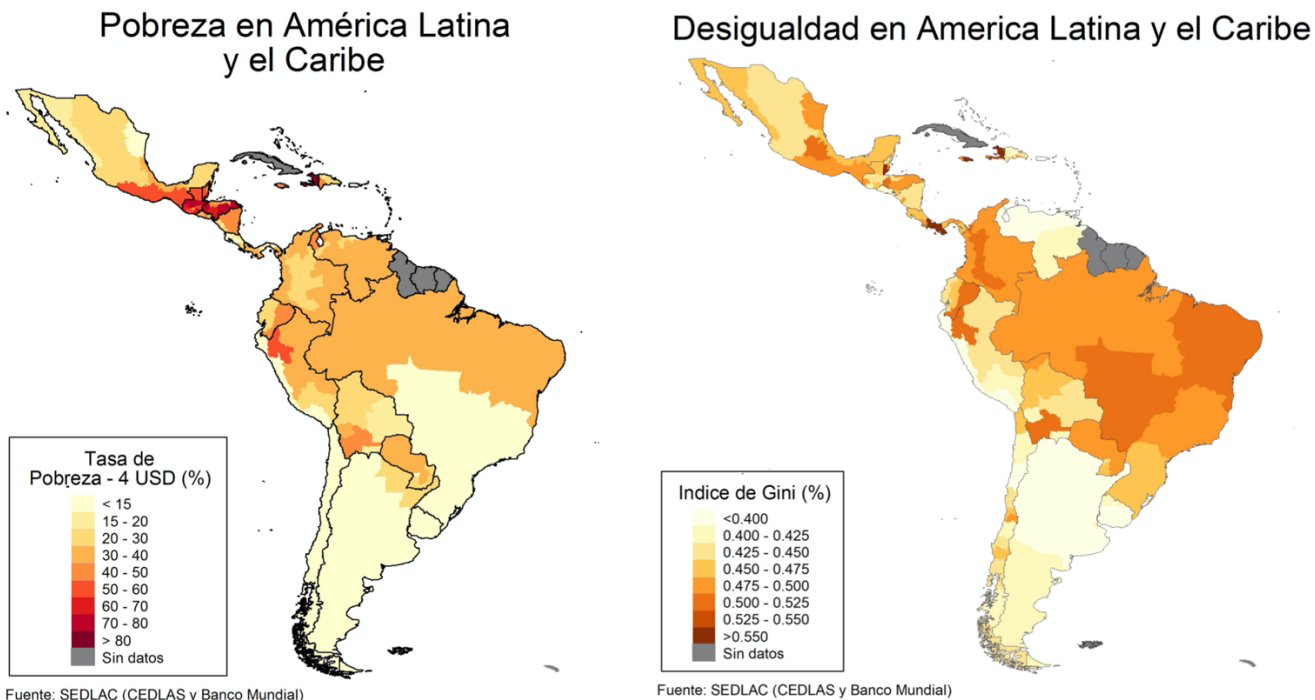 Pobreza en América Latina
y el Caribe
Tasa de
Pobreza - 4 USD (%)
< 15
15 - 20
20 - 30
30 - 40
40 - 50
50 - 60
60 - 70
70 - 80
> 80
Sin datos
Fuente: SEDLAC (CEDLAS y Banco Mundial)
Desigualdad en America Latina y el Caribe
Indice de Gini (%)
<0.400
0.400 - 0.425
0.425 - 0.450
0.450 - 0.475
0.475 - 0.500
0.500 - 0.525
0.525 - 0.550
>0.550
Sin datos
Fuente: SEDLAC (CEDLAS y Banco Mundial)